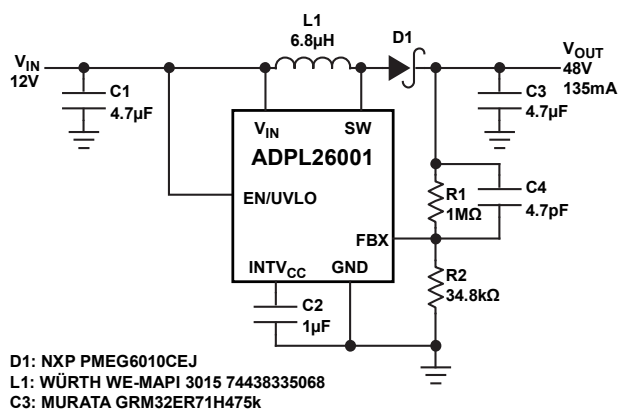 L1
6.8µH
D1
VIN
12V
VOUT
48V
135mA
C1
4.7µF
C3
4.7µF
VIN
SW
ADPL26001
EN/UVLO
R1
1MΩ
C4
4.7pF
FBX
INTVCC
GND
R2
34.8kΩ
C2
1µF
D1: NXP PMEG6010CEJ
L1: WÜRTH WE-MAPI 3015 74438335068
C3: MURATA GRM32ER71H475k